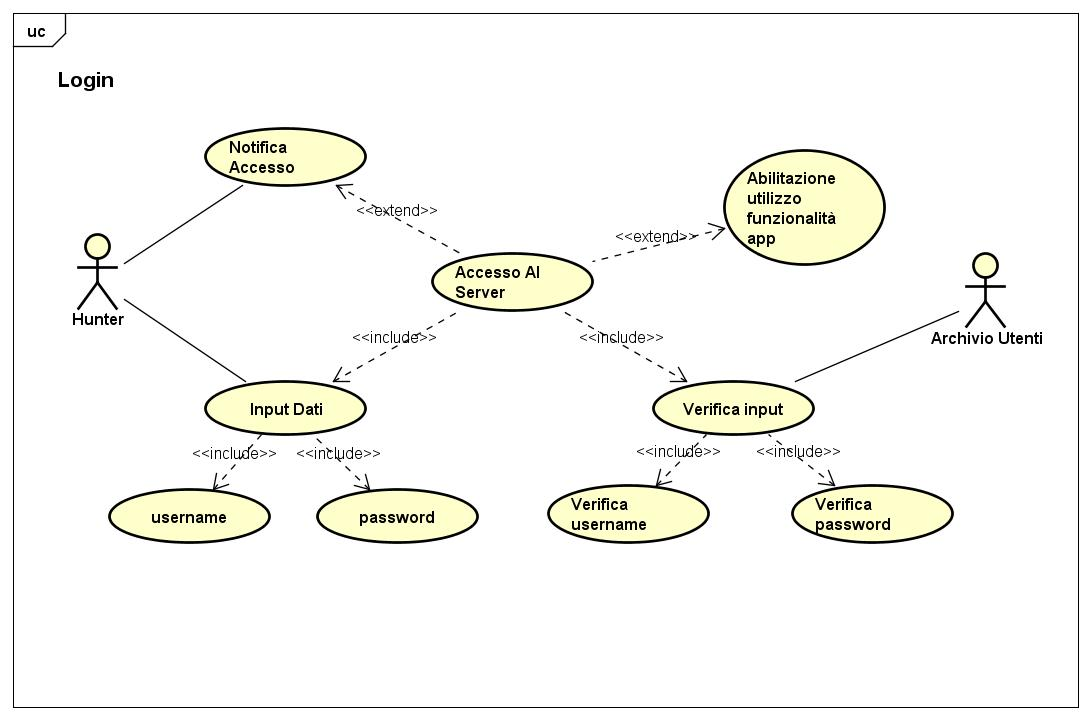 uc
Login
Notifica
Accesso
Abilitazione
utilizzo
funzionalità
app
<<extend>>
<<extend>>
Accesso Al
Server
Hunter
Archivio Utenti
<<include>>
<<include>>
Input Dati
Verifica input
<<include>>
<<include>>
<<include>>
<<include>>
username
password
Verifica
username
Verifica
password